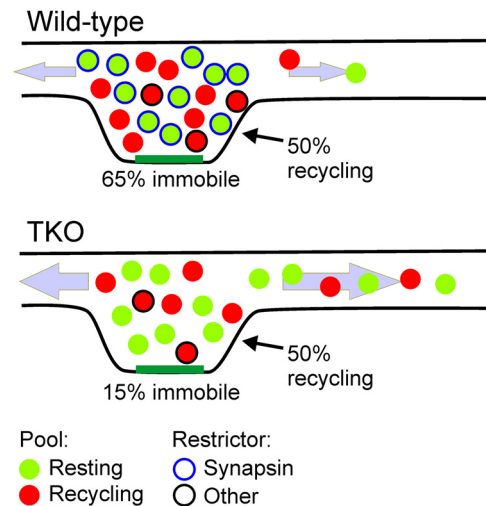 Wild-type
50%
recycling
65% immobile
TKO
50%
recycling
15% immobile
Pool:
Restrictor:
Resting
Synapsin
Recycling
Other